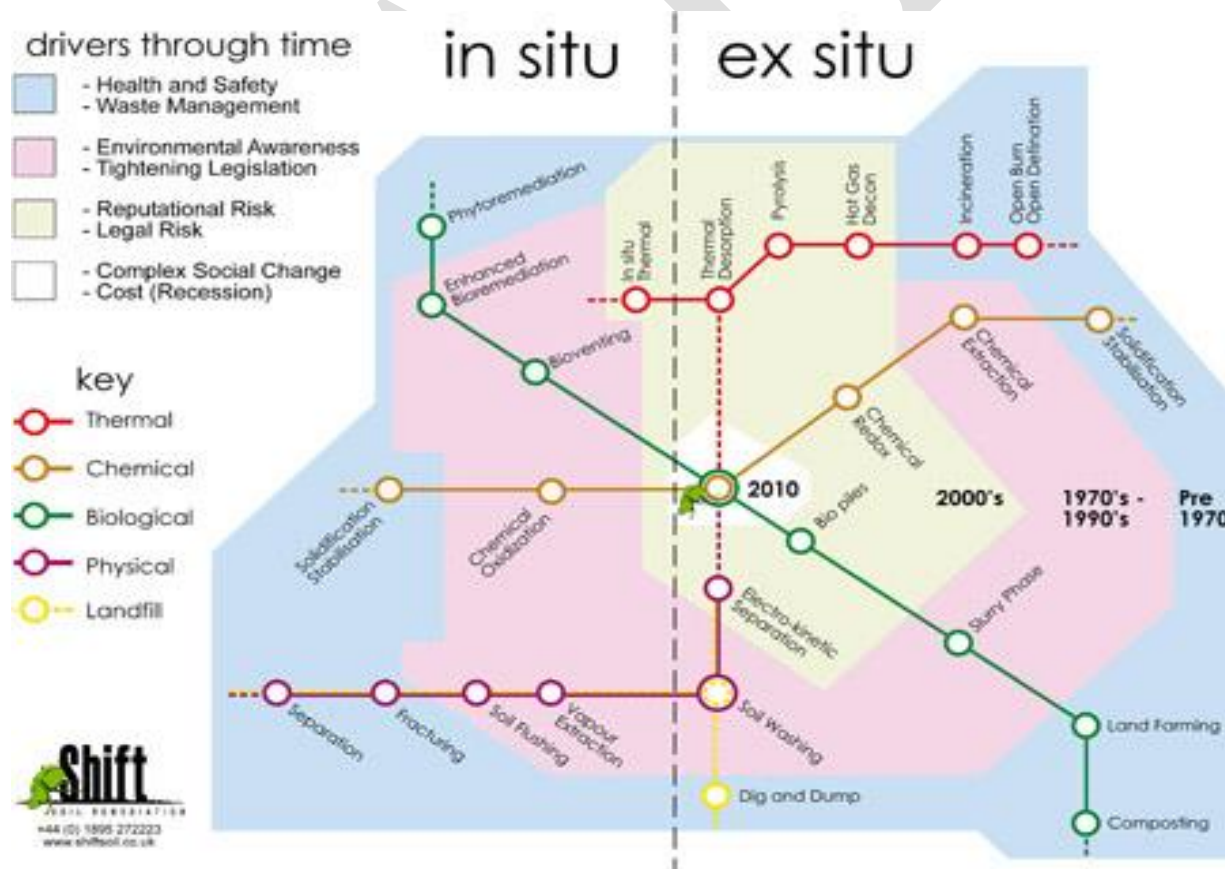 drivers through time
- Health and Safety
- Waste Management
- Environmental Awareness
- Tightening Legislation
- Reputational Risk
- Legal Risk
- Complex Social Change
- Cost (Recession)
key
Thermal
Chemical
Biological
Physical
Landfill
in situ
ex situ
Phytoremediation
Enhanced
Bioremediation
Bioventing
In situ
Thermal
Thermal
Desorption
Pyrolysis
Hot Gas
Decon
Incineration
Open Burn
Open Detination
Chemical
Extraction
Solidification
Stabilisation
Chemical
Redox
2010
2000's
1970's -
1990's
Pre
1970
Solidification
Stabilisation
Chemical
Oxidization
Bio piles
Slurry Phase
Electro-kinetic
Separation
Separation
Fracturing
Soil Flushing
Vapour
Extraction
Soil Washing
Land Farming
Dig and Dump
Composting
Shift
SOIL REMEDIATION
+44 (0) 1895 272223
www.shiftsoil.co.uk